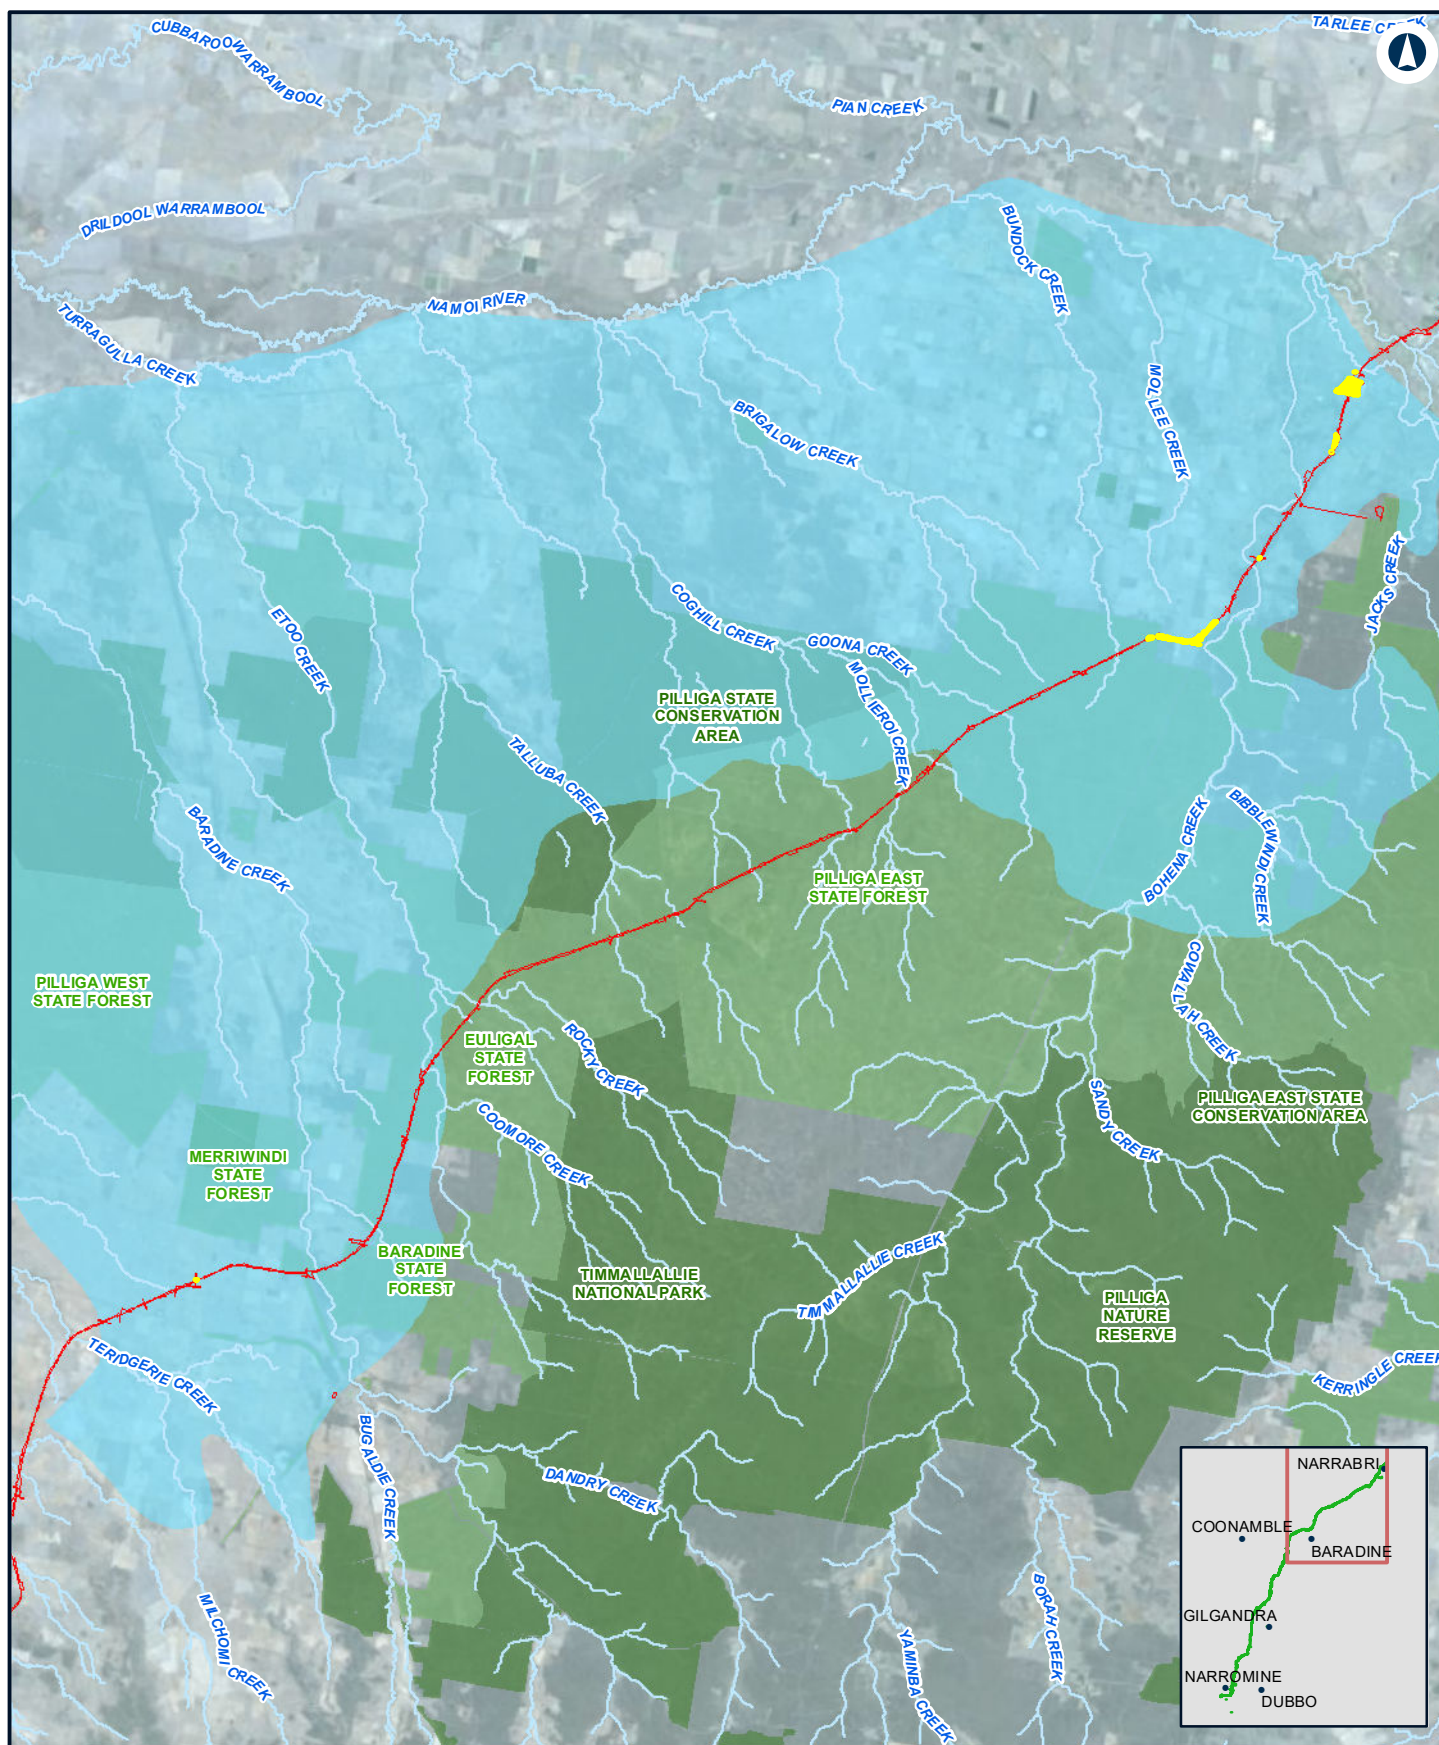 TARLEE CREEK
CUBBAROO WARRAMBOOL
PIAN CREEK
DRILDOOL WARRAMBOOL
BUNDOCK CREEK
NAMOI RIVER
TURRAGULLA CREEK
MOLLEE CREEK
BRIGALOW CREEK
JACKS CREEK
COGHILL CREEK
GOONA CREEK
ETOO CREEK
MOLLIEROI CREEK
PILLIGA STATE
CONSERVATION
AREA
TALLUBA CREEK
BARADINE CREEK
BOHENA CREEK
BIBBLEWINDI CREEK
PILLIGA EAST
STATE FOREST
COWALLAH CREEK
PILLIGA WEST
STATE FOREST
EULIGAL
STATE
FOREST
ROCKY CREEK
SANDY CREEK
PILLIGA EAST STATE
CONSERVATION AREA
COOMORE CREEK
MERRIWINDI
STATE
FOREST
BARADINE
STATE
FOREST
TIMMALLALLIE CREEK
TIMMALLALLIE
NATIONAL PARK
PILLIGA
NATURE
RESERVE
TERIDGERIE CREEK
KERRINGLE CREEK
BUGALDIE CREEK
DANDRY CREEK
MILCHOMI CREEK
YAMINBA CREEK
BORAH CREEK
NARRABRI
COONAMBLE
BARADINE
GILGANDRA
NARROMINE
DUBBO